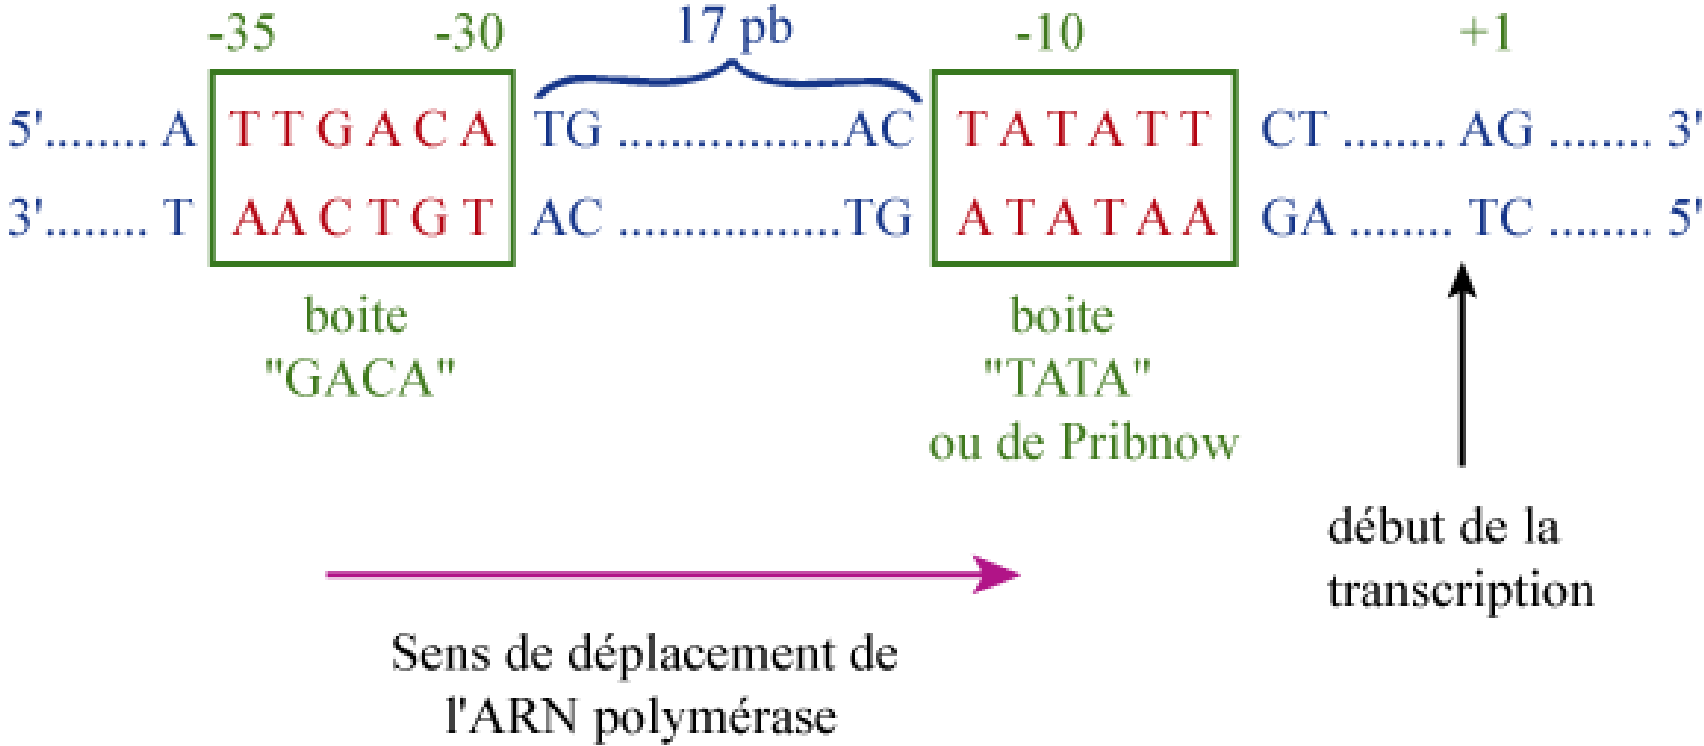 -35 -30 17 pb -10 +1
5'........ A TTGACA TG ................AC TATATT CT ........ AG ........ 3'
3'........ T AACTGT AC ................TG ATATAA GA ........ TC ........ 5'
boite boite
"GACA" "TATA"
ou de Pribnow
début de la
transcription
Sens de déplacement de
l'ARN polymérase